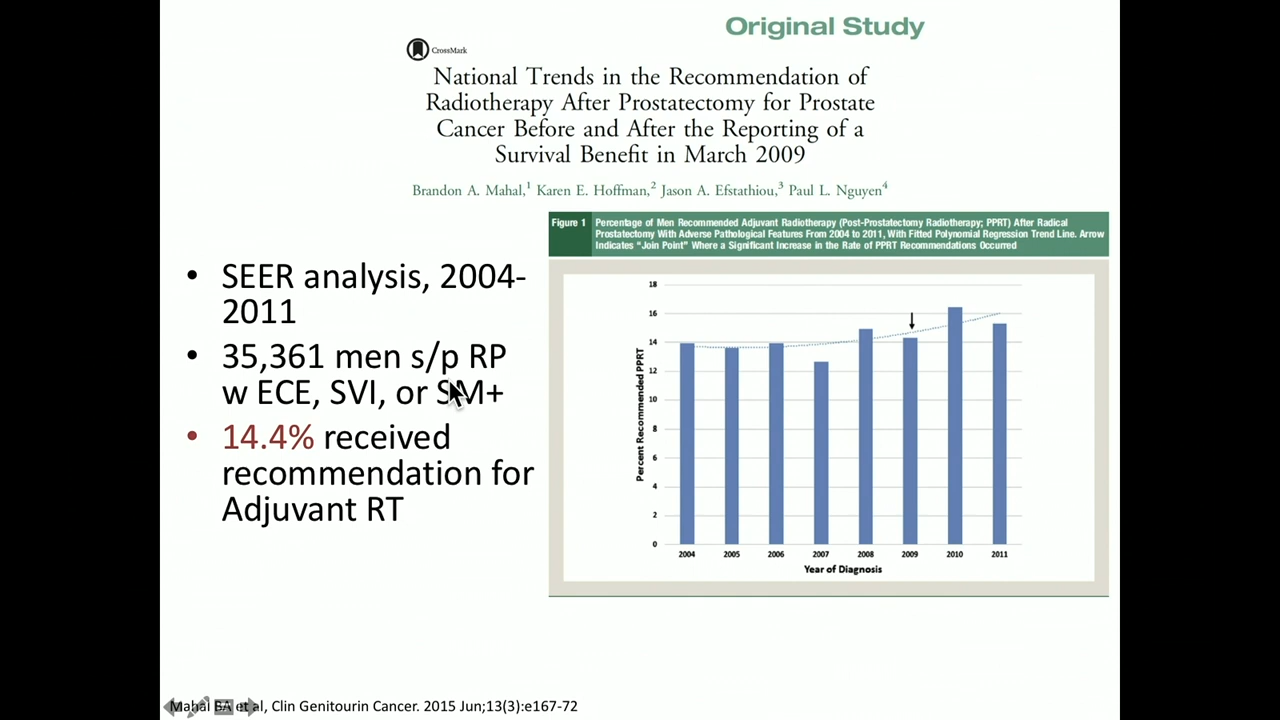 Original Study
CrossMark
National Trends in the Recommendation of
Radiotherapy After Prostatectomy for Prostate
Cancer Before and After the Reporting of a
Survival Benefit in March 2009
Brandon A. Mahal,1 Karen E. Hoffman,2 Jason A. Efstathiou,3 Paul L. Nguyen4
• SEER analysis, 2004-
2011
• 35,361 men s/p RP
w ECE, SVI, or SM+
• 14.4% received
recommendation for
Adjuvant RT
Figure 1 Percentage of Men Recommended Adjuvant Radiotherapy (Post-Prostatectomy Radiotherapy; PPRT) After Radical
Prostatectomy With Adverse Pathological Features From 2004 to 2011, With Fitted Polynomial Regression Trend Line. Arrow
Indicates “Join Point” Where a Significant Increase in the Rate of PPRT Recommendations Occurred
Percent Recommended PPRT
18
16
14
12
10
8
6
4
2
0
2004 2005 2006 2007 2008 2009 2010 2011
Year of Diagnosis
Mahal BA et al, Clin Genitourin Cancer. 2015 Jun;13(3):e167-72